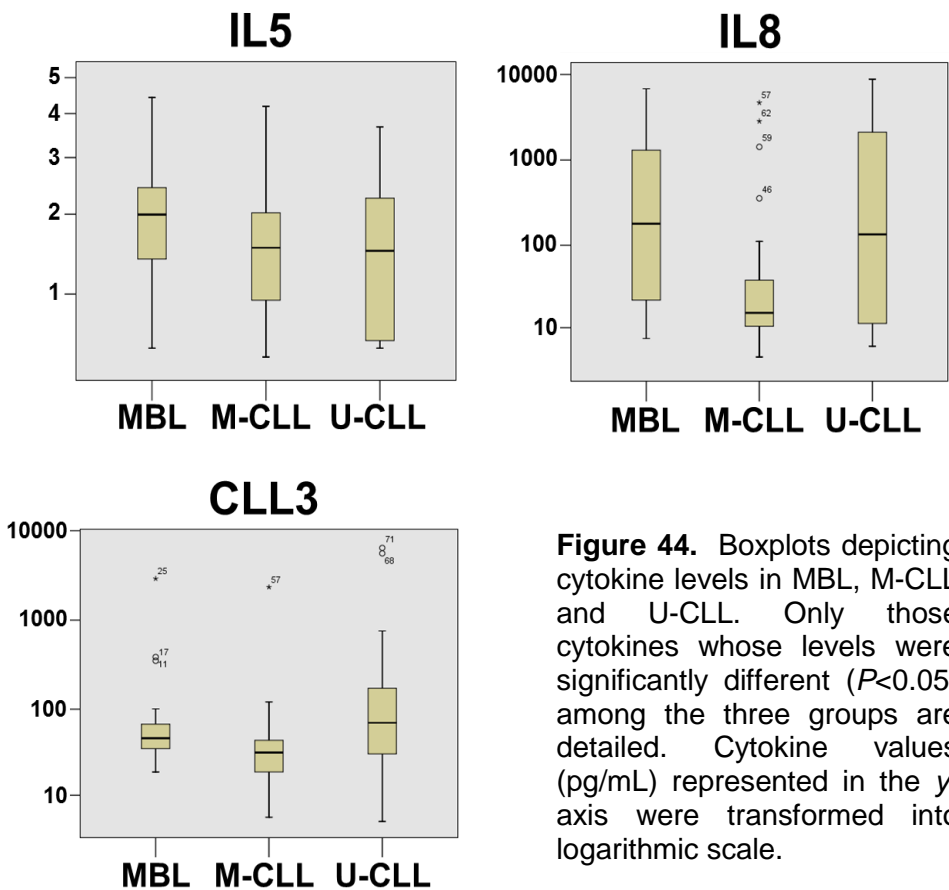 IL5
5
4
3
2
1
MBL M-CLL U-CLL
IL8
10000
1000
100
10
57
62
59
46
MBL M-CLL U-CLL
CLL3
10000
1000
100
10
25
17
11
57
71
68
MBL M-CLL U-CLL
Figure 44. Boxplots depicting
cytokine levels in MBL, M-CLL
and U-CLL. Only those
cytokines whose levels were
significantly different (P<0.05
among the three groups are
detailed. Cytokine values
(pg/mL) represented in the y
axis were transformed into
logarithmic scale.